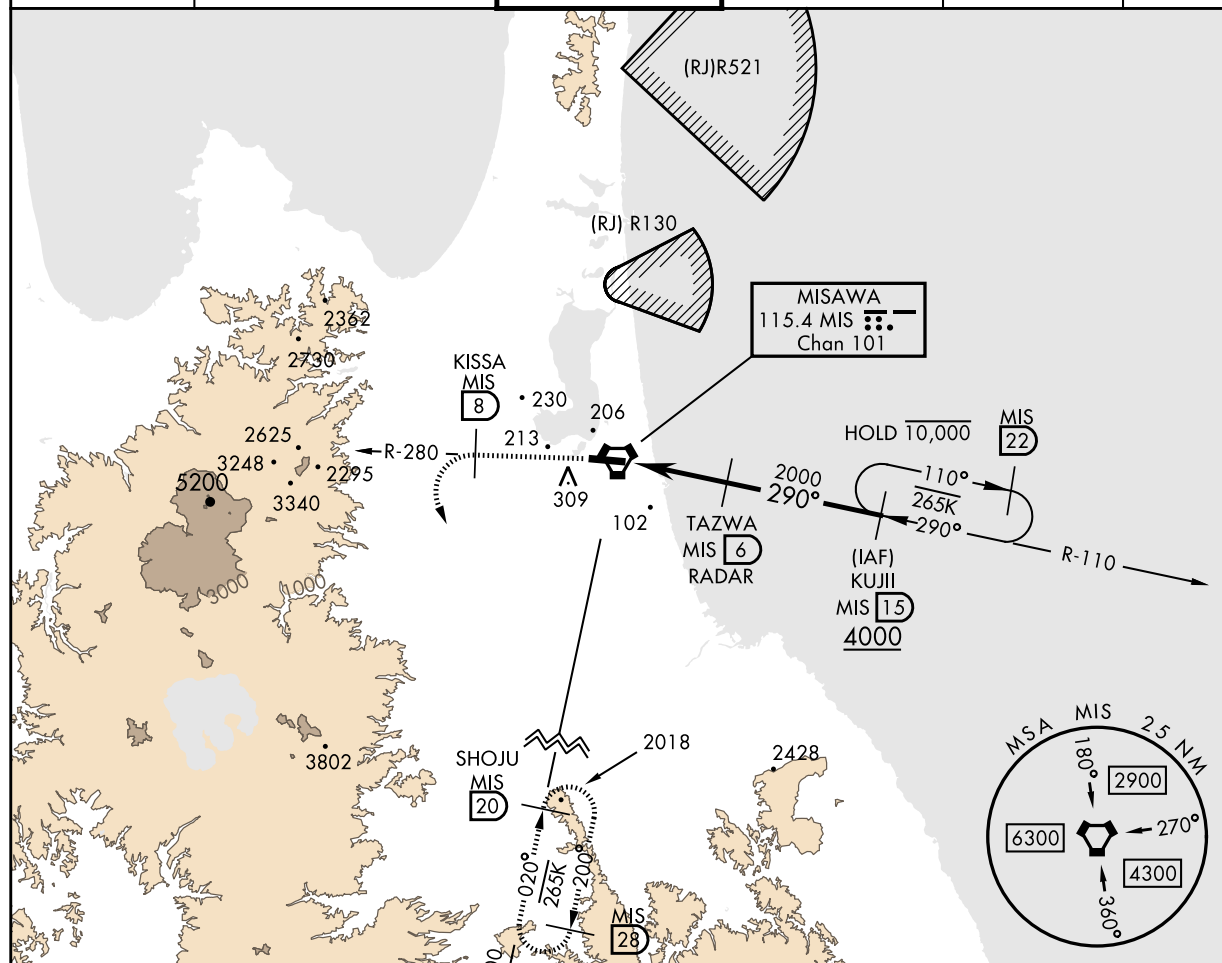 (RJ)R521
(RJ) R130
MISAWA
115.4 MIS
Chan 101
2362
2730
KISSA
MIS
8
230
206
213
R-280
309
102
2625
3248
2295
5200
3340
3000
1000
HOLD 10,000
MIS
22
110°
265K
290°
R-110
2000
290°
TAZWA
MIS 6
RADAR
(IAF)
KUJII
MIS 15
4000
3802
SHOJU
MIS
20
2018
2428
020°
265K
200°
MIS
28
MSA MIS 25 NM
180°
2900
270°
6300
4300
360°